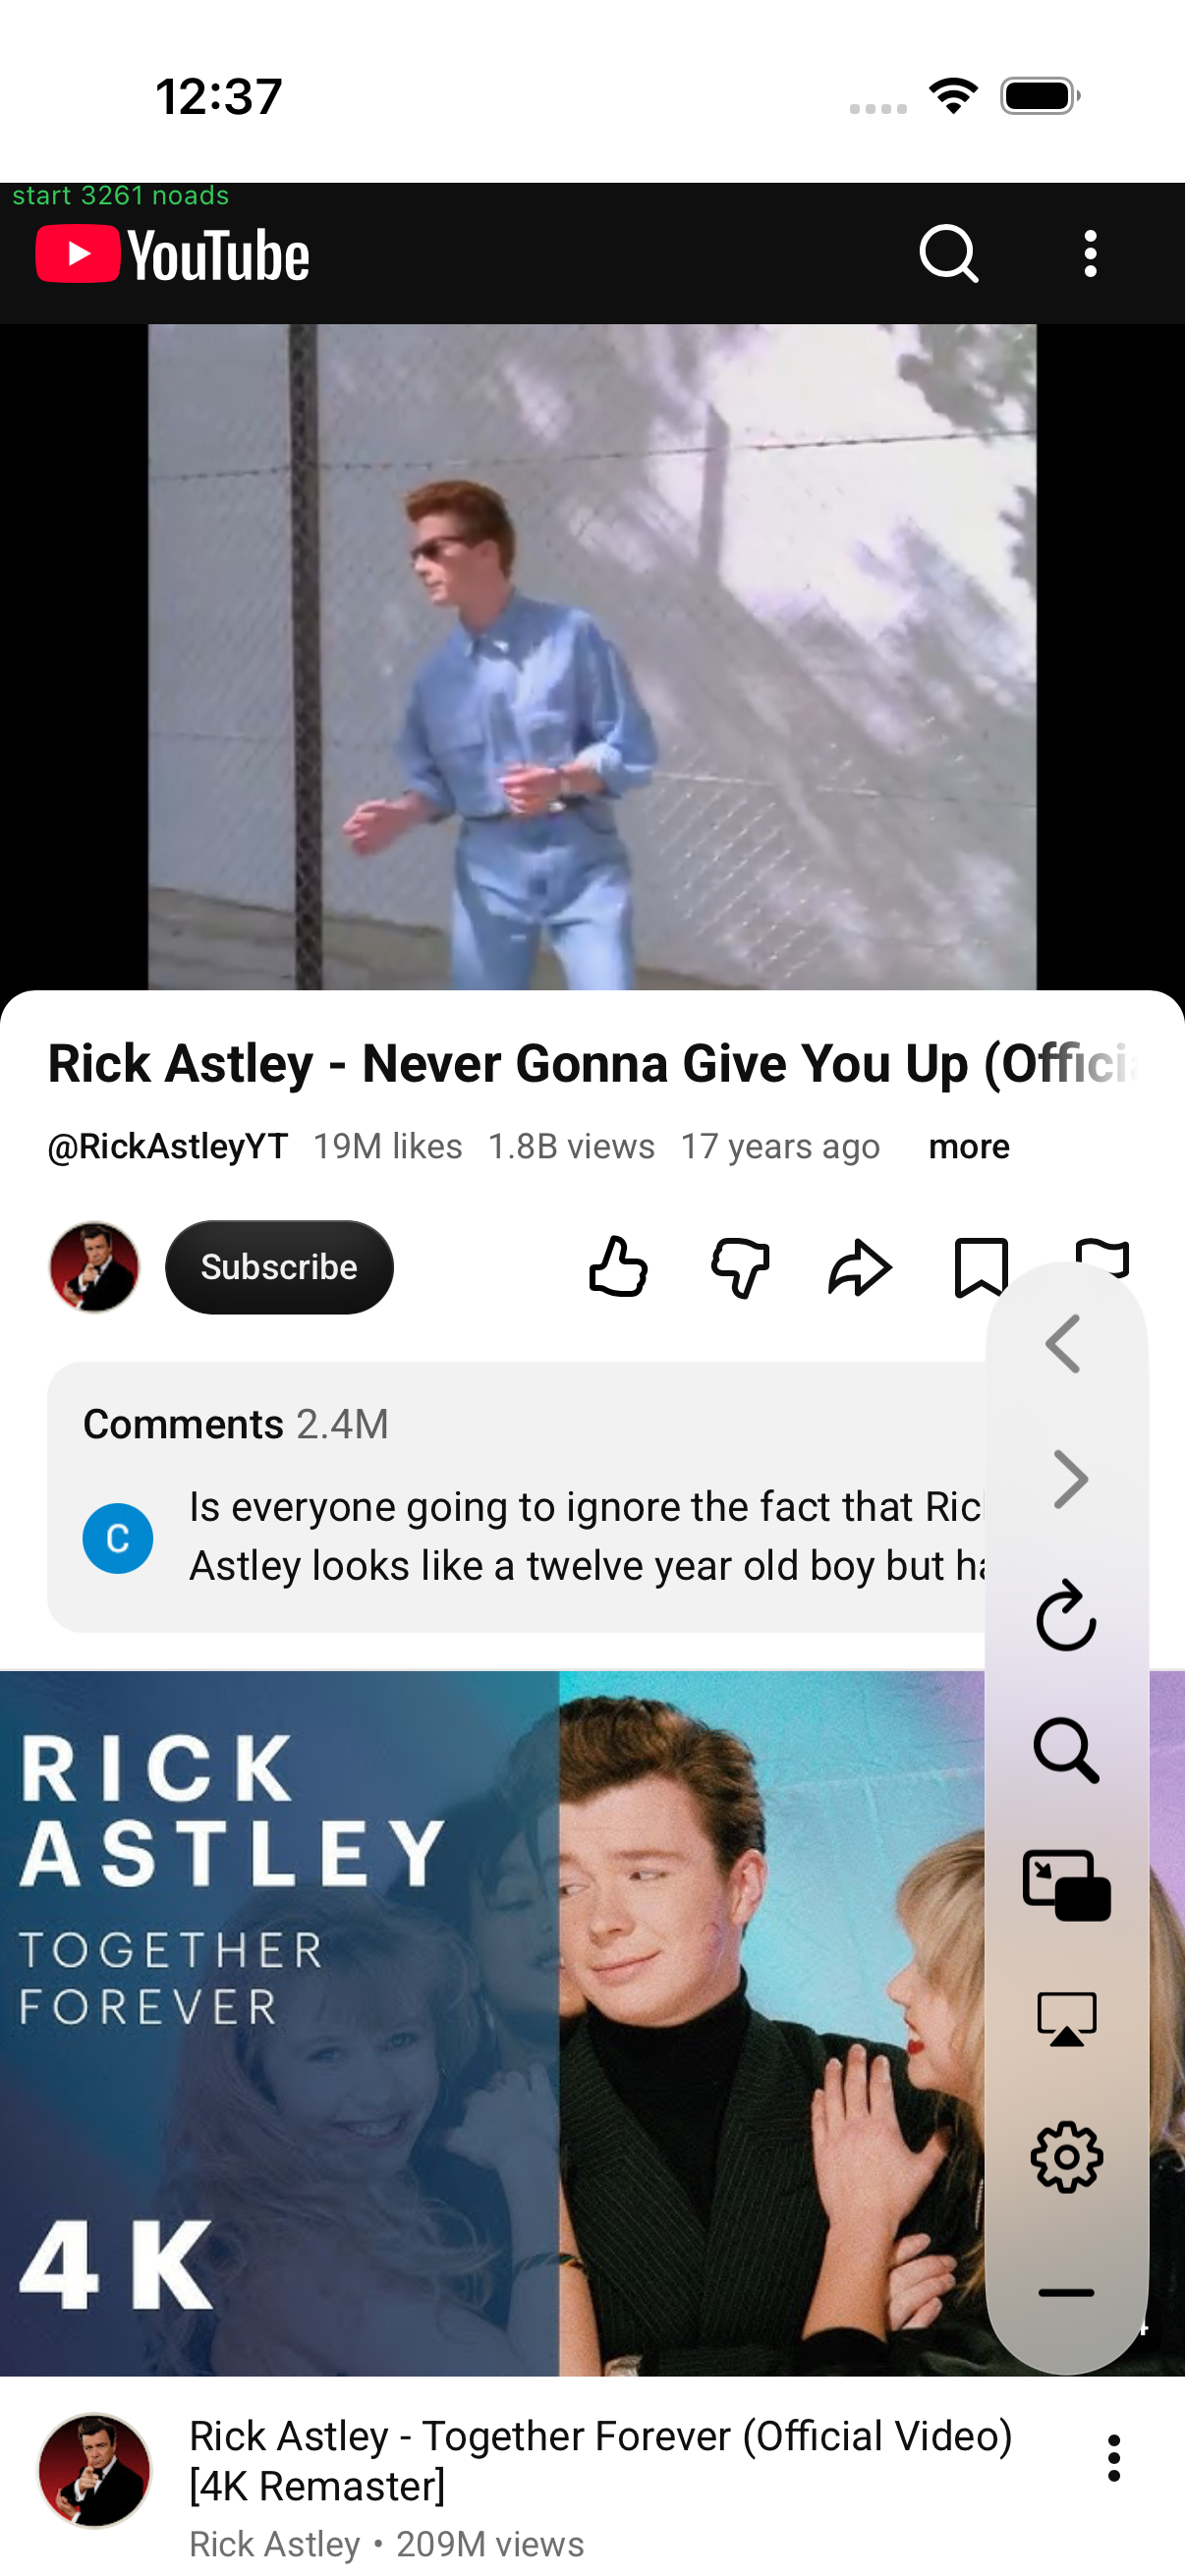 12:37
start 3261 noads
YouTube
Rick Astley - Never Gonna Give You Up (Offici
@RickAstleyYT 19M likes 1.8B views 17 years ago more
Subscribe
Comments 2.4M
C
Is everyone going to ignore the fact that Ric
Astley looks like a twelve year old boy but ha
RICK
ASTLEY
TOGETHER
FOREVER
4K
Rick Astley - Together Forever (Official Video)
[4K Remaster]
Rick Astley • 209M views